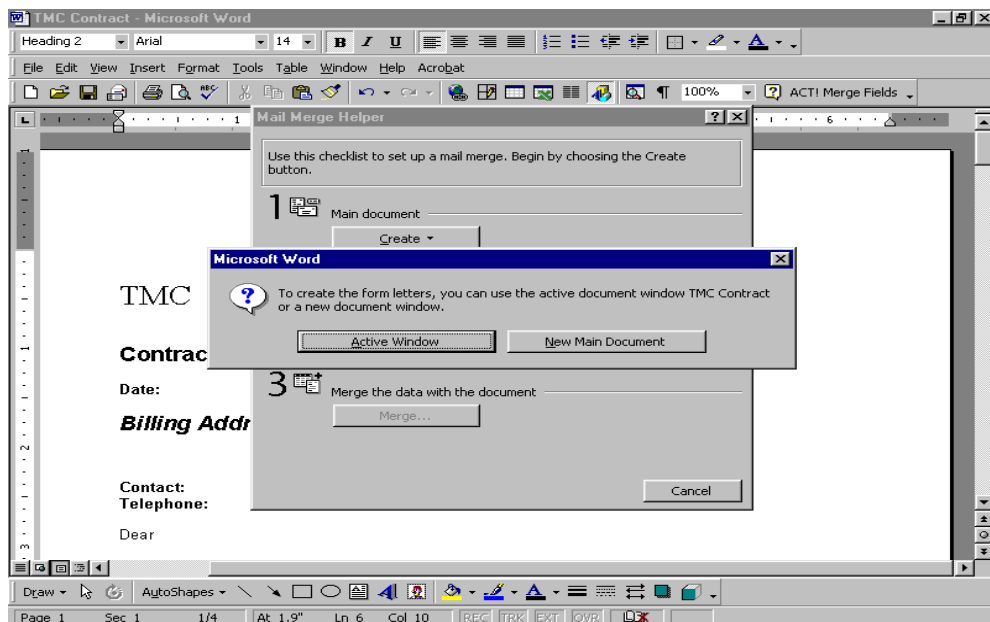 TMC Contract - Microsoft Word
Heading 2 Arial 14 B I U A
File Edit View Insert Format Tools Table Window Help Acrobat
ABC 100% ACT! Merge Fields
1 Mail Merge Helper 6
Use this checklist to set up a mail merge. Begin by choosing the Create
button.
1 Main document
Create
Microsoft Word
To create the form letters, you can use the active document window TMC Contract
or a new document window.
Active Window New Main Document
TMC
Contrac
3 Merge the data with the document
Date:
Merge...
Billing Addr
Contact:
Cancel
Telephone:
Dear
Draw AutoShapes A A
Page 1 Sec 1 1/4 At 1.9" Ln 6 Col 10 REC TRK EXT OVR